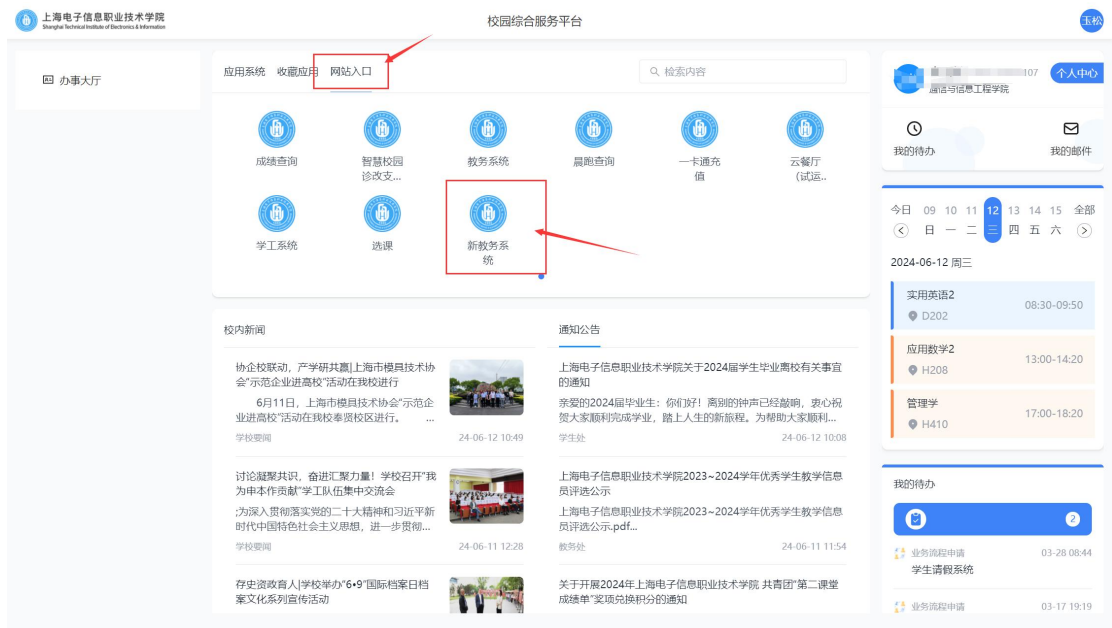 上海电子信息职业技术学院
Shanghai Technical Institute of Electronics & Information
校园综合服务平台
玉松
办事大厅
应用系统 收藏应用 网站入口
检索内容
成绩查询
智慧校园
诊改支...
教务系统
晨跑查询
一卡通充
值
云餐厅
(试运..
学工系统
选课
新教务系
统
校内新闻
协企校联动，产学研共赢|上海市模具技术协
会“示范企业进高校”活动在我校进行
6月11日，上海市模具技术协会“示范企
业进高校”活动在我校奉贤校区进行。 ...
学校要闻 24-06-12 10:49
讨论凝聚共识，奋进汇聚力量！学校召开“我
为申本作贡献”学工队伍集中交流会
;为深入贯彻落实党的二十大精神和习近平新
时代中国特色社会主义思想，进一步贯彻...
学校要闻 24-06-11 12:28
存史资政育人|学校举办“6•9”国际档案日档
案文化系列宣传活动
通知公告
上海电子信息职业技术学院关于2024届学生毕业离校有关事宜
的通知
亲爱的2024届毕业生：你们好！离别的钟声已经敲响，衷心祝
贺大家顺利完成学业，踏上人生的新旅程。为帮助大家顺利...
学生处 24-06-12 10:08
上海电子信息职业技术学院2023~2024学年优秀学生教学信息
员评选公示
上海电子信息职业技术学院2023~2024学年优秀学生教学信息
员评选公示.pdf...
教务处 24-06-11 11:54
关于开展2024年上海电子信息职业技术学院 共青团“第二课堂
成绩单”奖项兑换积分的通知
107
个人中心
通信与信息工程学院
我的待办
我的邮件
今日 09 10 11 12 13 14 15 全部
日 一 二 三 四 五 六
2024-06-12 周三
实用英语2
D202
08:30-09:50
应用数学2
H208
13:00-14:20
管理学
H410
17:00-18:20
我的待办
2
业务流程申请 03-28 08:44
学生请假系统
业务流程申请 03-17 19:19